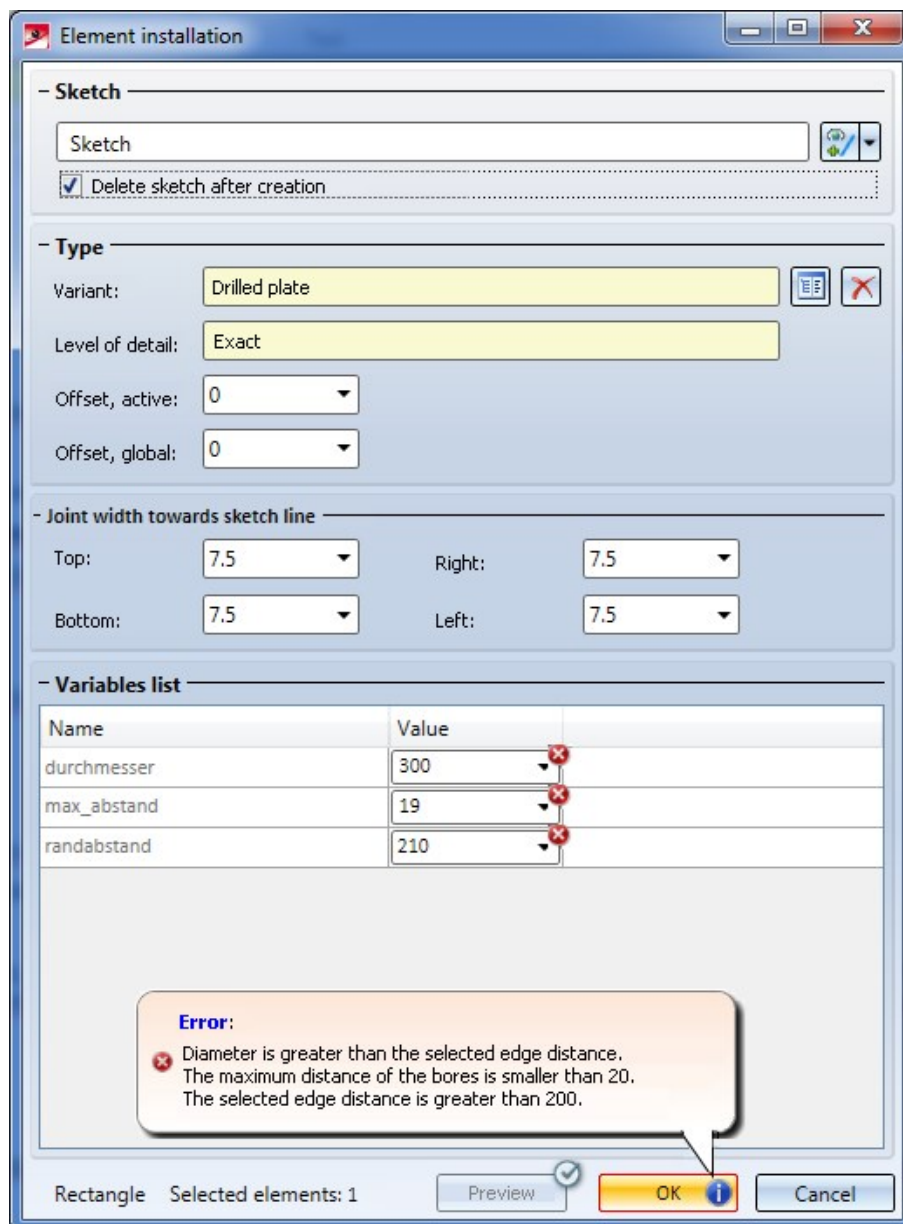 Element installation
Sketch
Sketch
Delete sketch after creation
Type
Variant: Drilled plate
Level of detail: Exact
Offset, active: 0
Offset, global: 0
Joint width towards sketch line
Top: 7.5 Right: 7.5
Bottom: 7.5 Left: 7.5
Variables list
Name Value
durchmesser 300
max_abstand 19
randabstand 210
Error:
Diameter is greater than the selected edge distance.
The maximum distance of the bores is smaller than 20.
The selected edge distance is greater than 200.
Rectangle Selected elements: 1 Preview OK Cancel